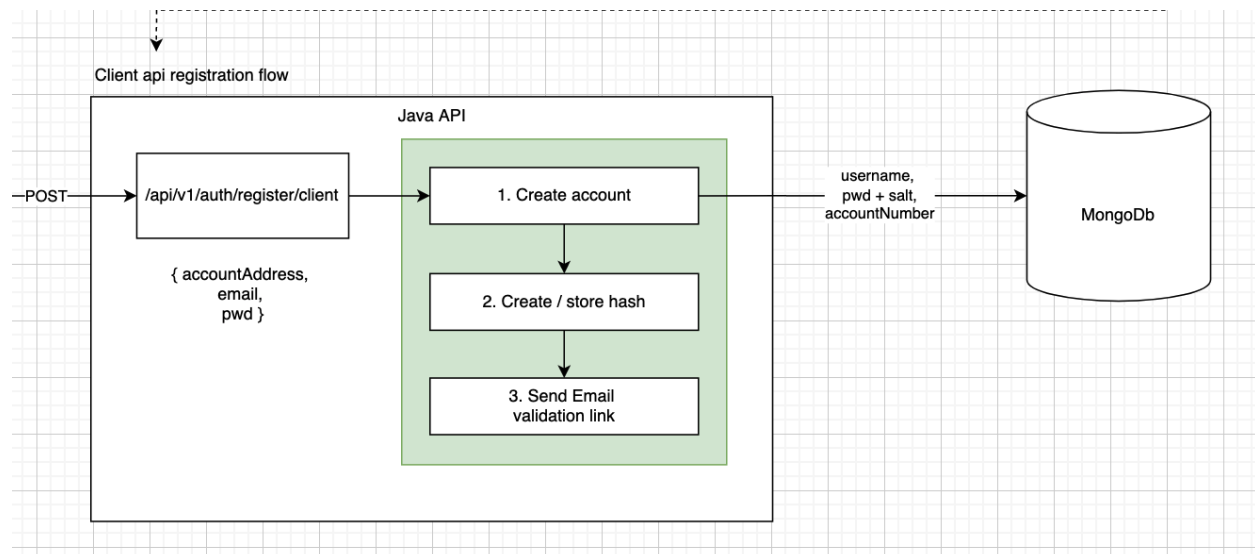 Client api registration flow
Java API
POST
/api/v1/auth/register/client
{ accountAddress,
email,
pwd }
1. Create account
2. Create / store hash
3. Send Email
validation link
username,
pwd + salt,
accountNumber
MongoDb